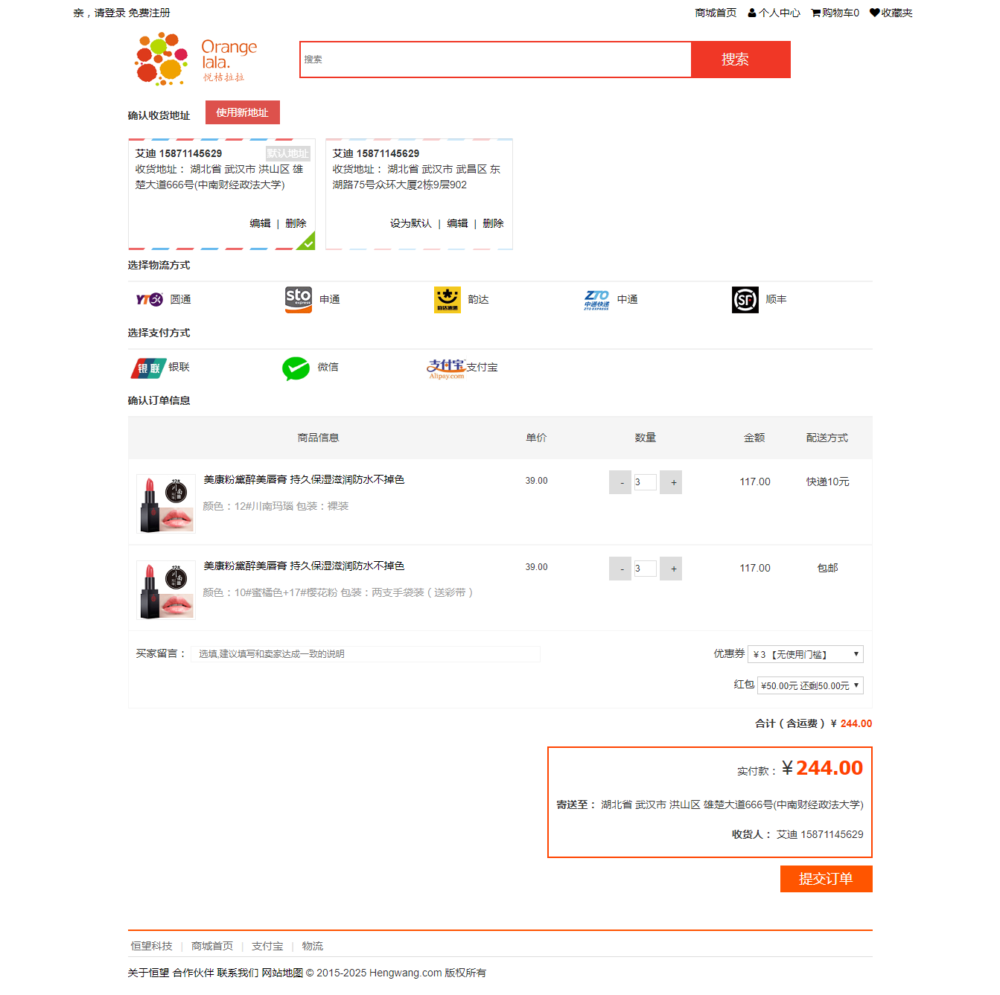 亲，请登录 免费注册
商城首页 个人中心 购物车0 收藏夹
Orange
lala.
悦桔拉拉
搜索 搜索
确认收货地址 使用新地址
艾迪 15871145629 默认地址
收货地址： 湖北省 武汉市 洪山区 雄
楚大道666号(中南财经政法大学)
编辑 | 删除
艾迪 15871145629
收货地址： 湖北省 武汉市 武昌区 东
湖路75号众环大厦2栋9层902
设为默认 | 编辑 | 删除
选择物流方式
YTO 圆通 sto express 申通 韵达速递 韵达 ZTO 中通快递 ZTO EXPRESS 中通 SF 顺丰
选择支付方式
银联 银联 微信 支付宝 Alipay.com 支付宝
确认订单信息
商品信息 单价 数量 金额 配送方式
美康粉黛醉美唇膏 持久保湿滋润防水不掉色 39.00 - 3 + 117.00 快递10元
颜色：12#川南玛瑙 包装：裸装
美康粉黛醉美唇膏 持久保湿滋润防水不掉色 39.00 - 3 + 117.00 包邮
颜色：10#蜜橘色+17#樱花粉 包装：两支手袋装（送彩带）
买家留言： 选填,建议填写和卖家达成一致的说明 优惠券 ¥3 【无使用门槛】
红包 ¥50.00元 还剩50.00元
合计（含运费） ¥ 244.00
实付款： ¥244.00
寄送至： 湖北省 武汉市 洪山区 雄楚大道666号(中南财经政法大学)
收货人： 艾迪 15871145629
提交订单
恒望科技 | 商城首页 | 支付宝 | 物流
关于恒望 合作伙伴 联系我们 网站地图 © 2015-2025 Hengwang.com 版权所有